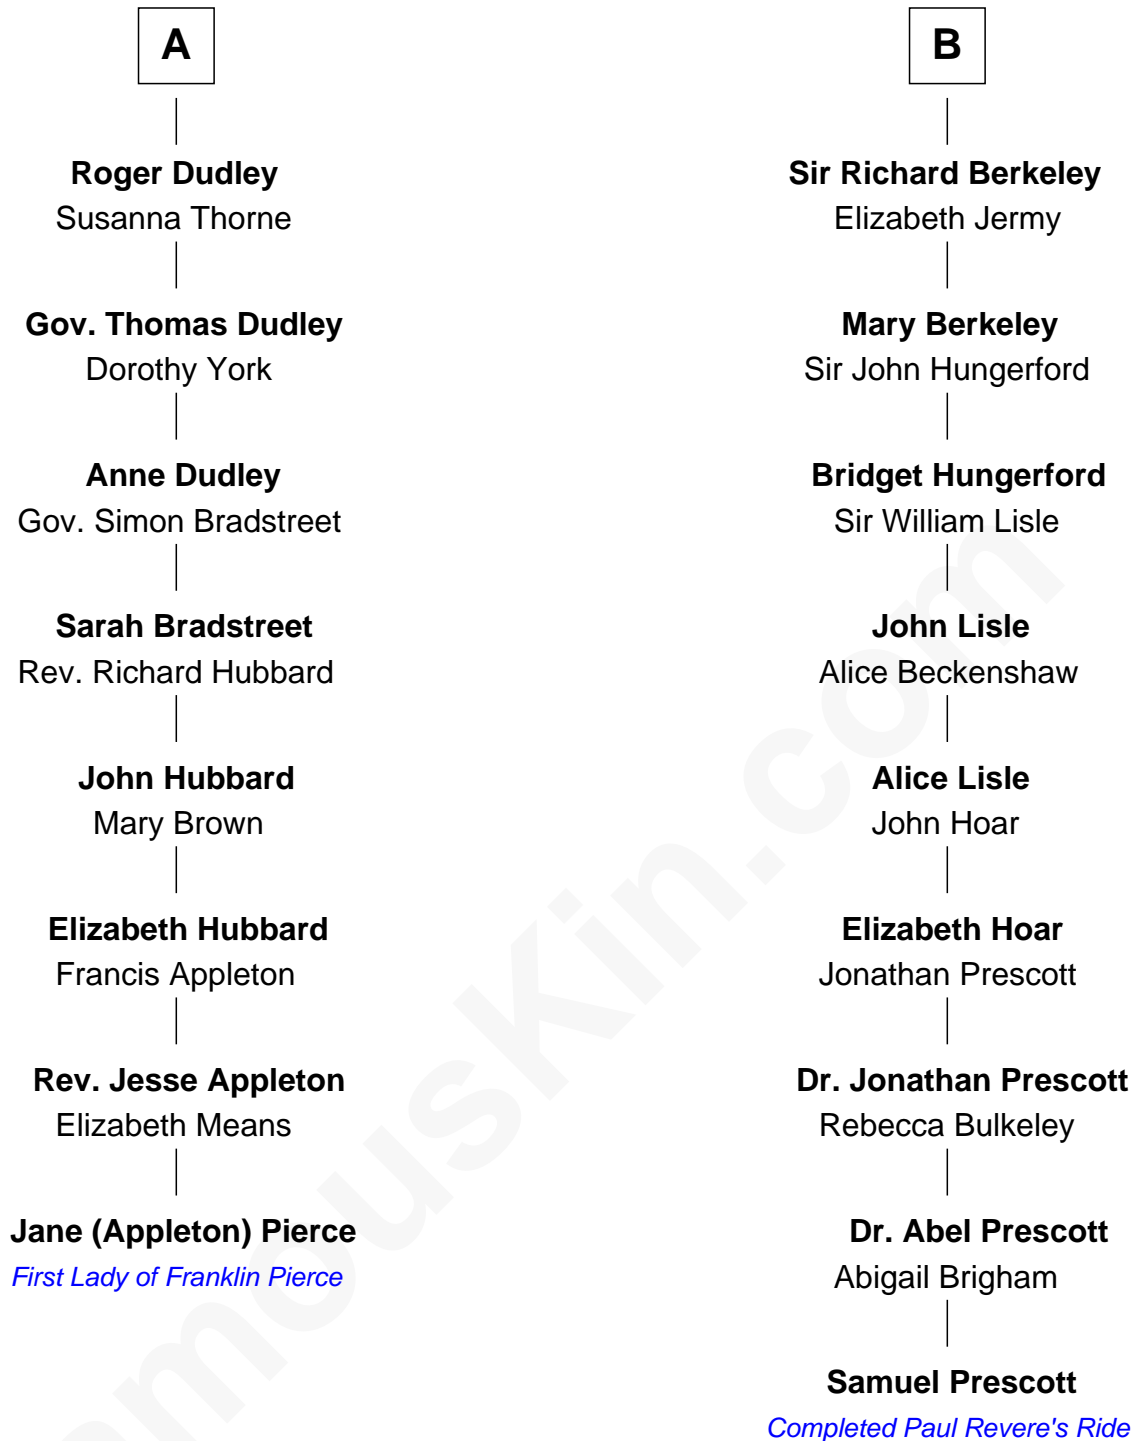 A
Roger Dudley
Susanna Thorne
Gov. Thomas Dudley
Dorothy York
Anne Dudley
Gov. Simon Bradstreet
Sarah Bradstreet
Rev. Richard Hubbard
John Hubbard
Mary Brown
Elizabeth Hubbard
Francis Appleton
Rev. Jesse Appleton
Elizabeth Means
Jane (Appleton) Pierce
First Lady of Franklin Pierce
B
Sir Richard Berkeley
Elizabeth Jermy
Mary Berkeley
Sir John Hungerford
Bridget Hungerford
Sir William Lisle
John Lisle
Alice Beckenshaw
Alice Lisle
John Hoar
Elizabeth Hoar
Jonathan Prescott
Dr. Jonathan Prescott
Rebecca Bulkeley
Dr. Abel Prescott
Abigail Brigham
Samuel Prescott
Completed Paul Revere's Ride
amousKin.com